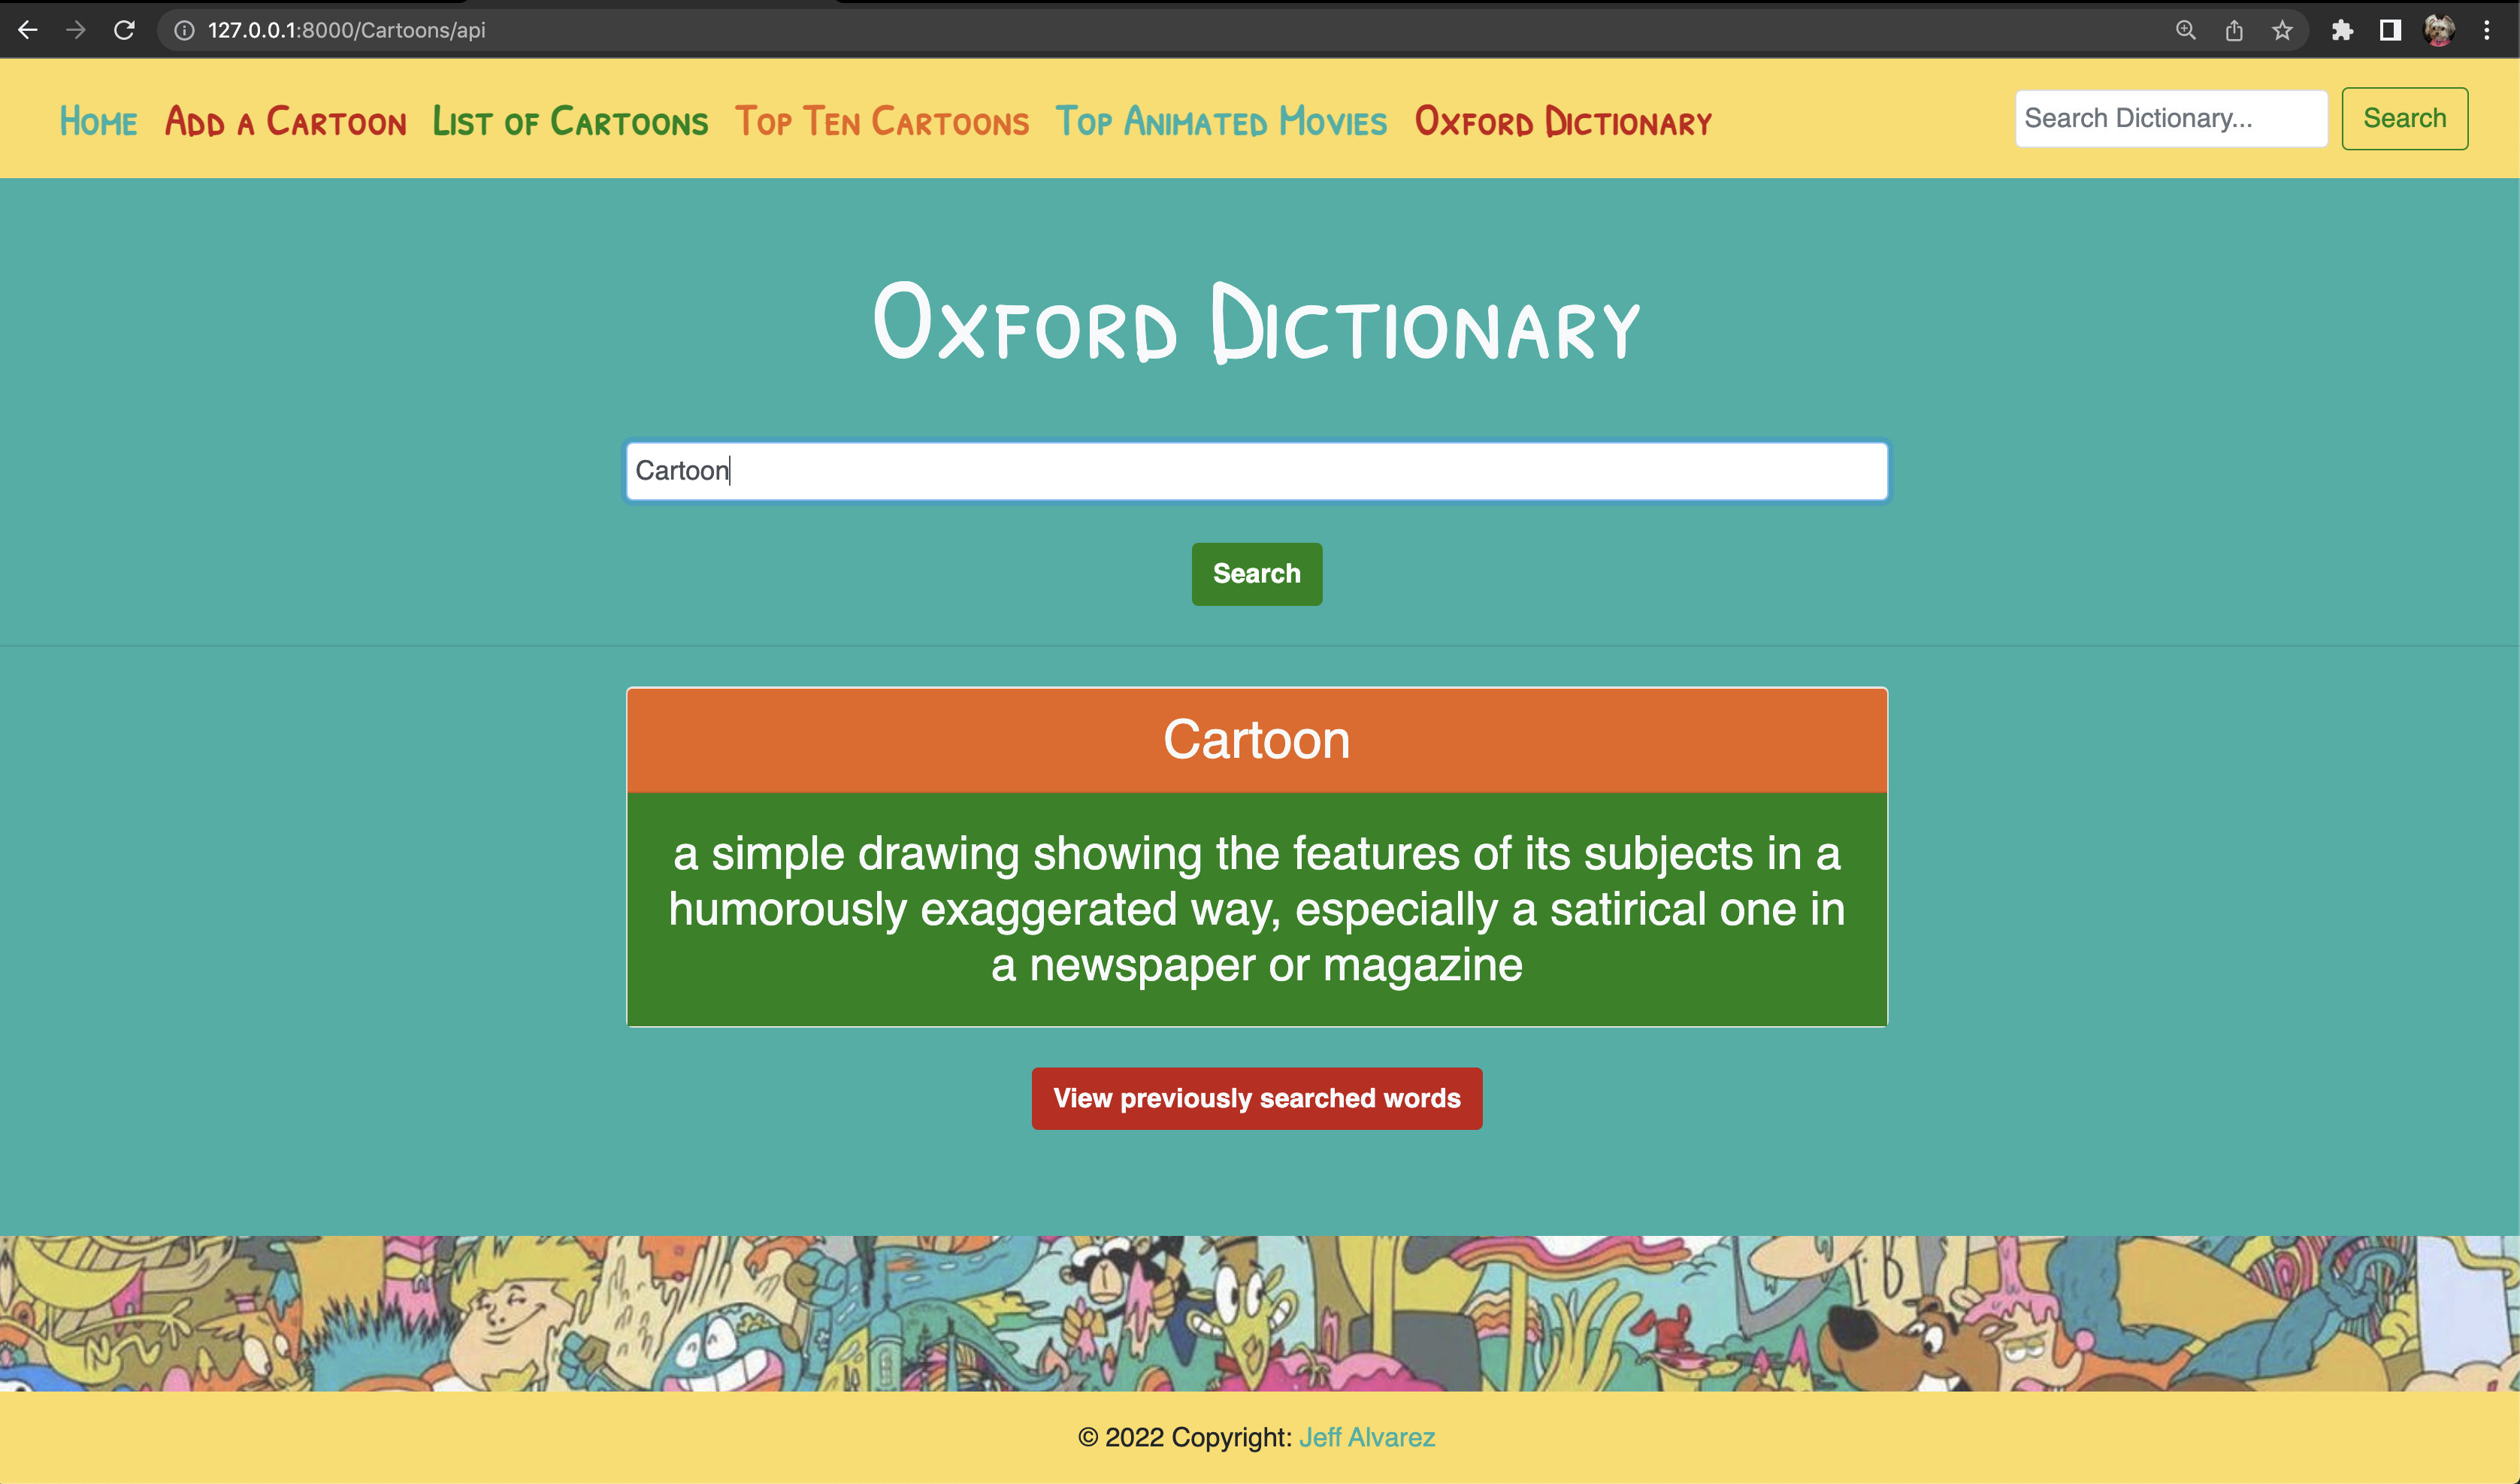 127.0.0.1:8000/Cartoons/api
Home Add a Cartoon List of Cartoons Top Ten Cartoons Top Animated Movies Oxford Dictionary Search Dictionary... Search
Oxford Dictionary
Cartoon
Search
Cartoon
a simple drawing showing the features of its subjects in a
humorously exaggerated way, especially a satirical one in
a newspaper or magazine
View previously searched words
© 2022 Copyright: Jeff Alvarez